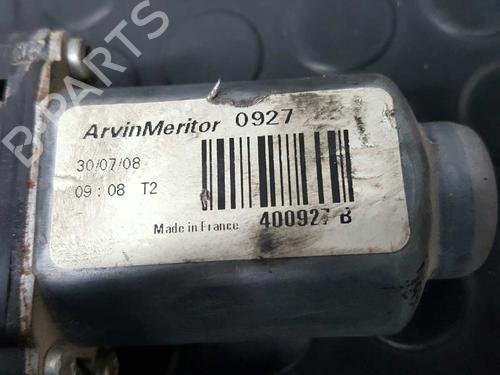 B-PARTS
ArvinMeritor 0927
30/07/08
09:08 T2
Made in France 400927 B